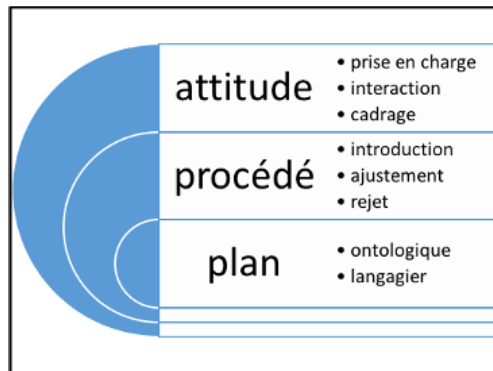 attitude
• prise en charge
• interaction
• cadrage
procédé
• introduction
• ajustement
• rejet
plan
• ontologique
• langagier